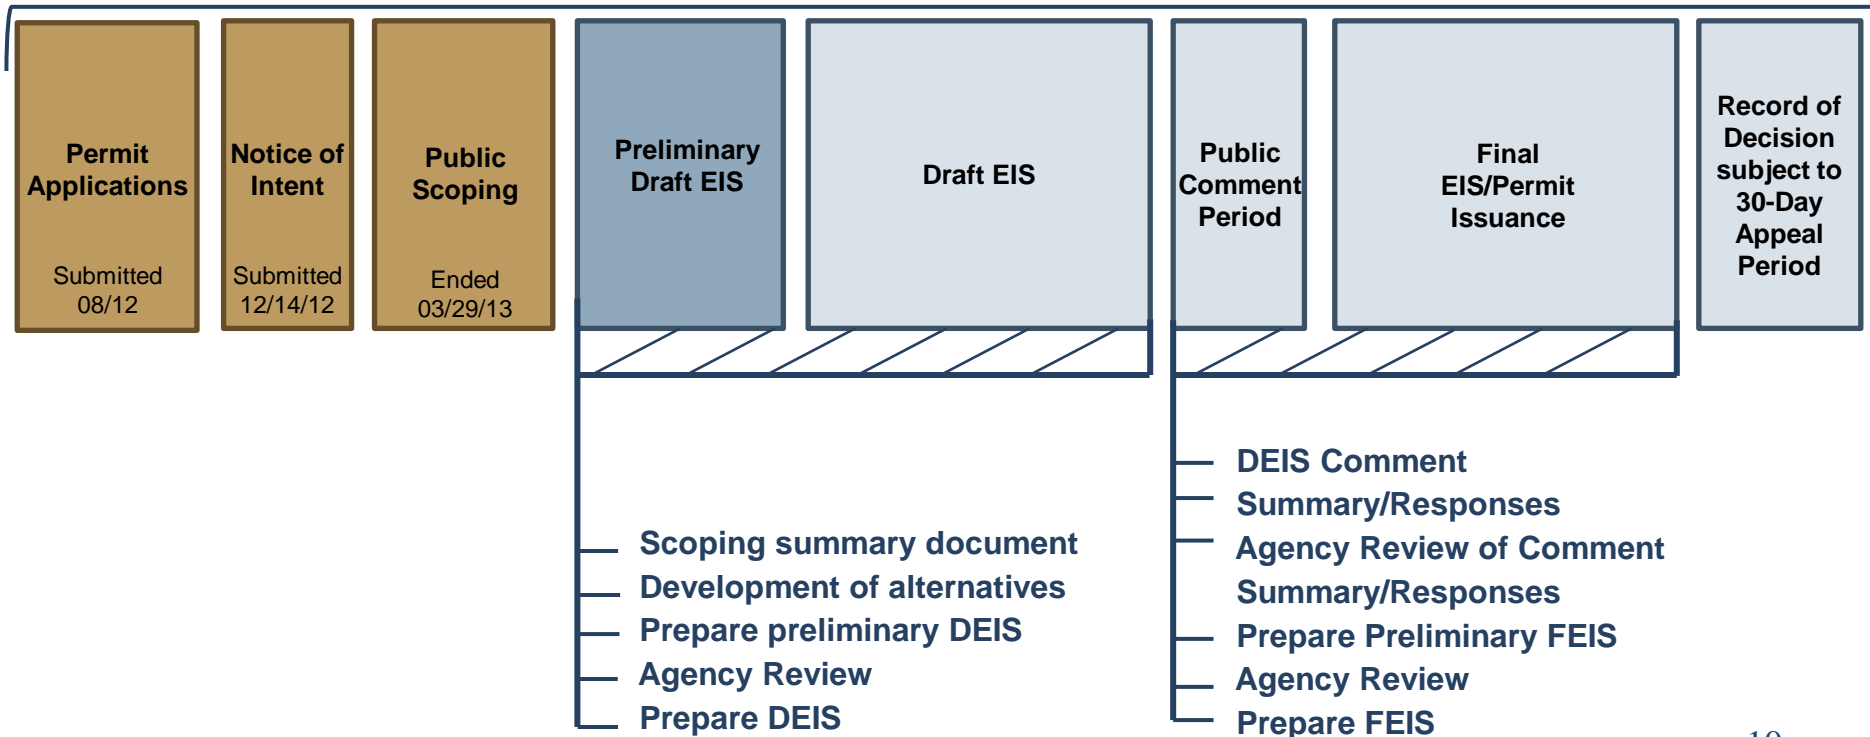 Permit
Applications
Submitted
08/12
Notice of
Intent
Submitted
12/14/12
Public
Scoping
Ended
03/29/13
Preliminary
Draft EIS
Draft EIS
Public
Comment
Period
Final
EIS/Permit
Issuance
Record of
Decision
subject to
30-Day
Appeal
Period
Scoping summary document
Development of alternatives
Prepare preliminary DEIS
Agency Review
Prepare DEIS
DEIS Comment
Summary/Responses
Agency Review of Comment
Summary/Responses
Prepare Preliminary FEIS
Agency Review
Prepare FEIS